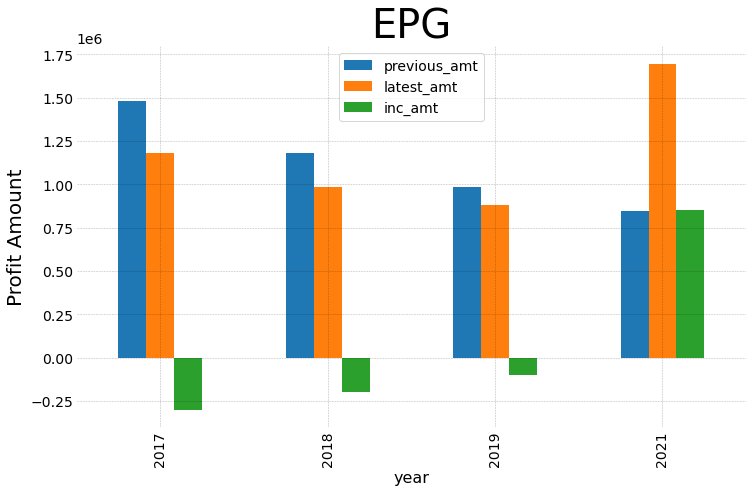 EPG
1e6
1.75
1.50
1.25
1.00
0.75
0.50
0.25
0.00
−0.25
Profit Amount
previous_amt
latest_amt
inc_amt
2017
2018
2019
2021
year